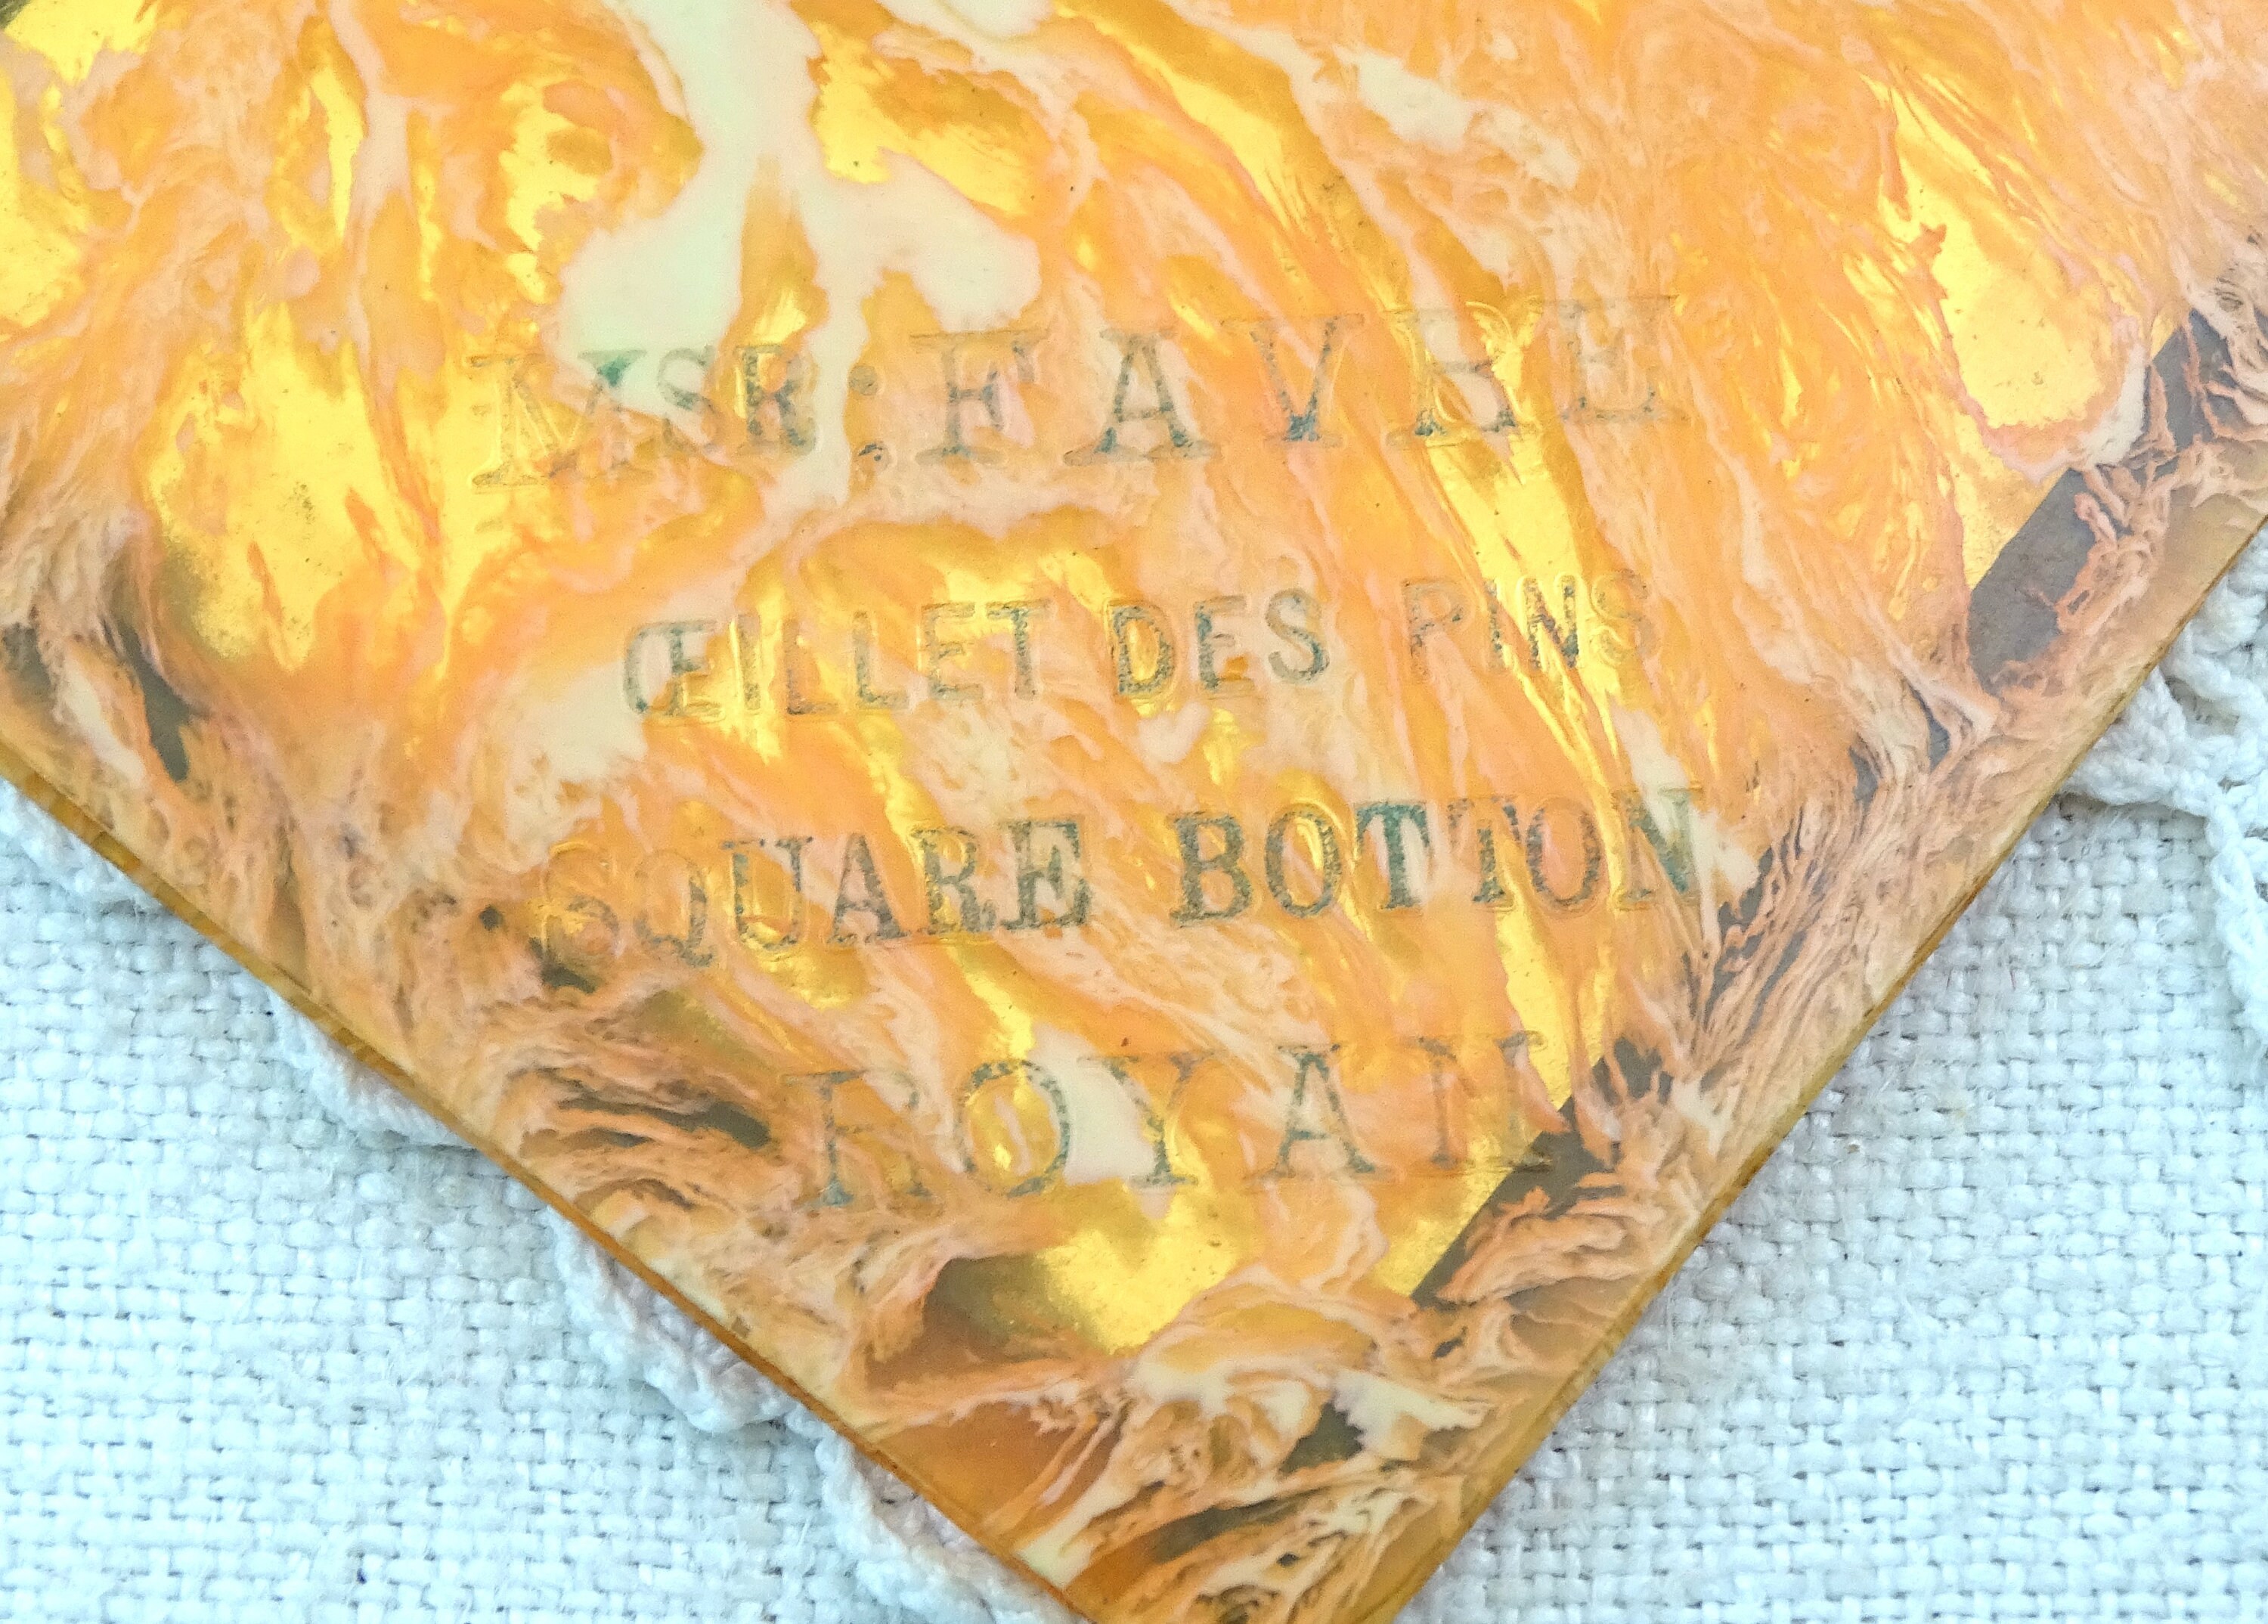 MSR: FAVRE
ŒILLET DES PINS
SQUARE BOTTON
ROYAN